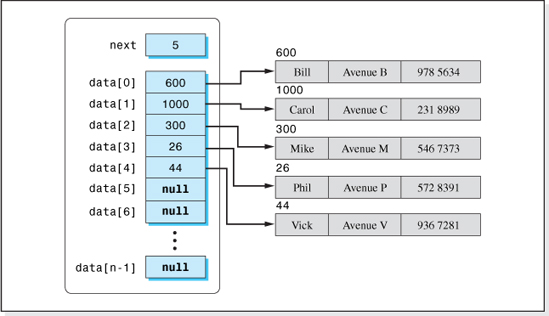 next 5
600
data[0] 600 Bill Avenue B 978 5634
1000
data[1] 1000 Carol Avenue C 231 8989
300
data[2] 300 Mike Avenue M 546 7373
26
data[3] 26 Phil Avenue P 572 8391
44
data[4] 44 Vick Avenue V 936 7281
data[5] null
data[6] null
data[n-1] null